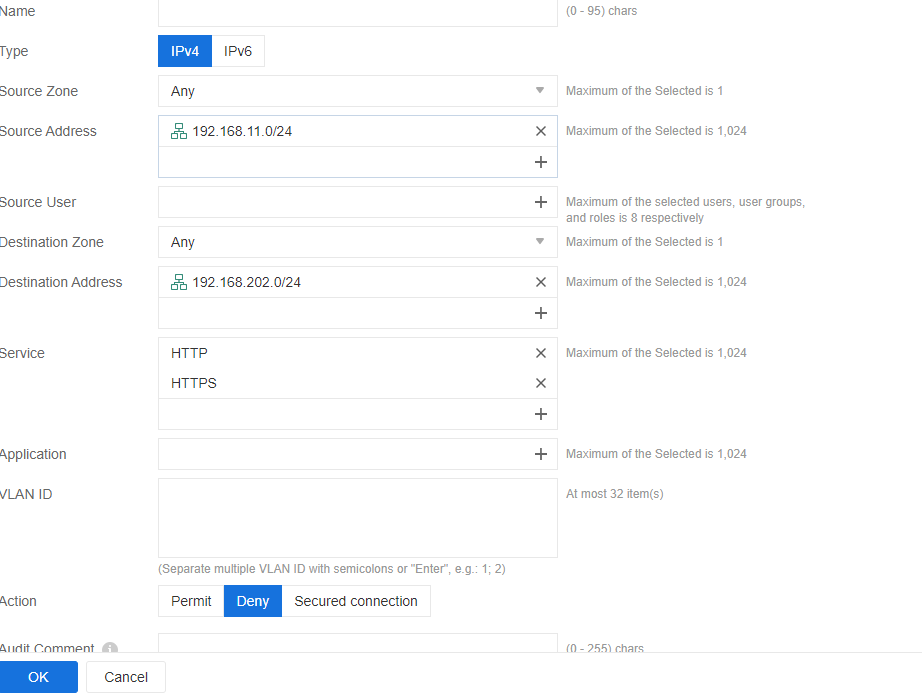 Name
(0 - 95) chars
Type
IPv4 IPv6
Source Zone
Any
Maximum of the Selected is 1
Source Address
192.168.11.0/24
Maximum of the Selected is 1,024
Source User
Maximum of the selected users, user groups,
and roles is 8 respectively
Destination Zone
Any
Maximum of the Selected is 1
Destination Address
192.168.202.0/24
Maximum of the Selected is 1,024
Service
HTTP
Maximum of the Selected is 1,024
HTTPS
Application
Maximum of the Selected is 1,024
VLAN ID
At most 32 item(s)
(Separate multiple VLAN ID with semicolons or "Enter", e.g.: 1; 2)
Action
Permit Deny Secured connection
Audit Comment
(0 - 255) chars
OK Cancel